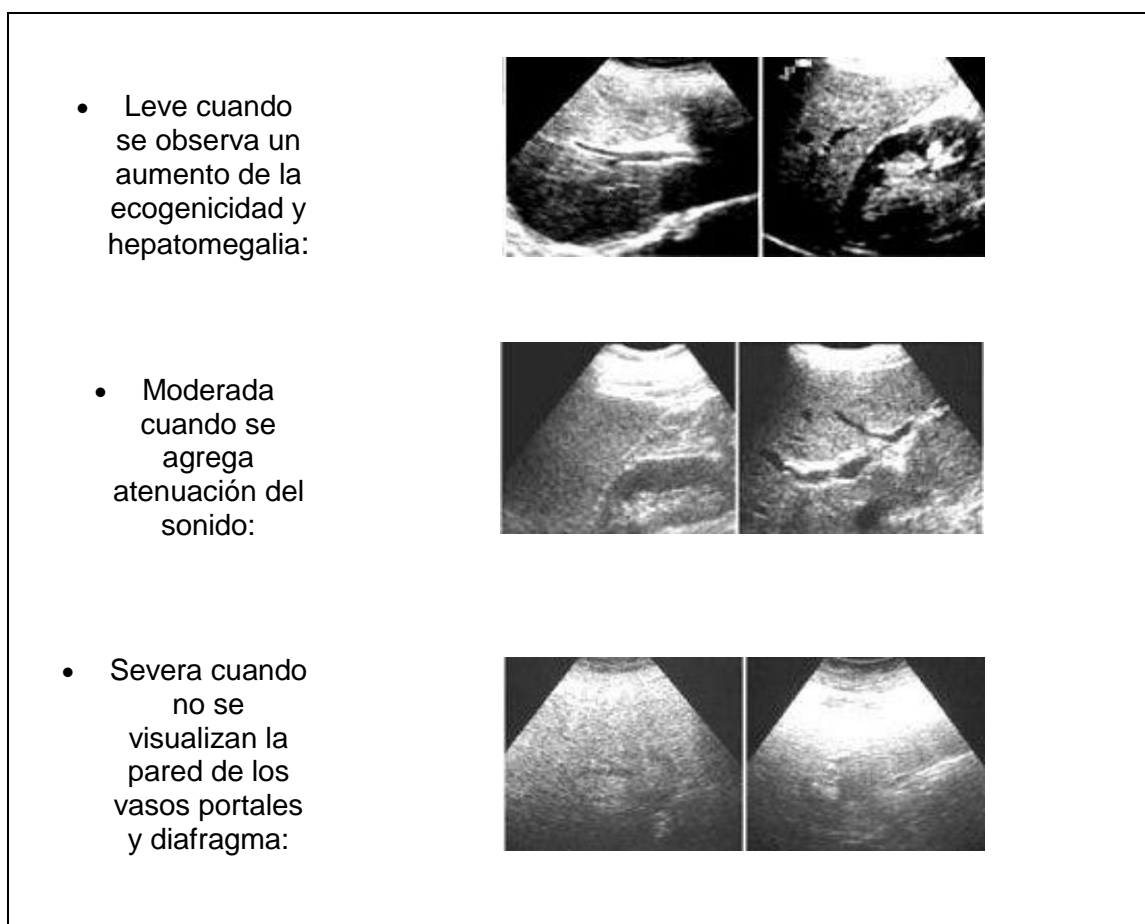 • Leve cuando
se observa un
aumento de la
ecogenicidad y
hepatomegalia:
• Moderada
cuando se
agrega
atenuación del
sonido:
• Severa cuando
no se
visualizan la
pared de los
vasos portales
y diafragma: